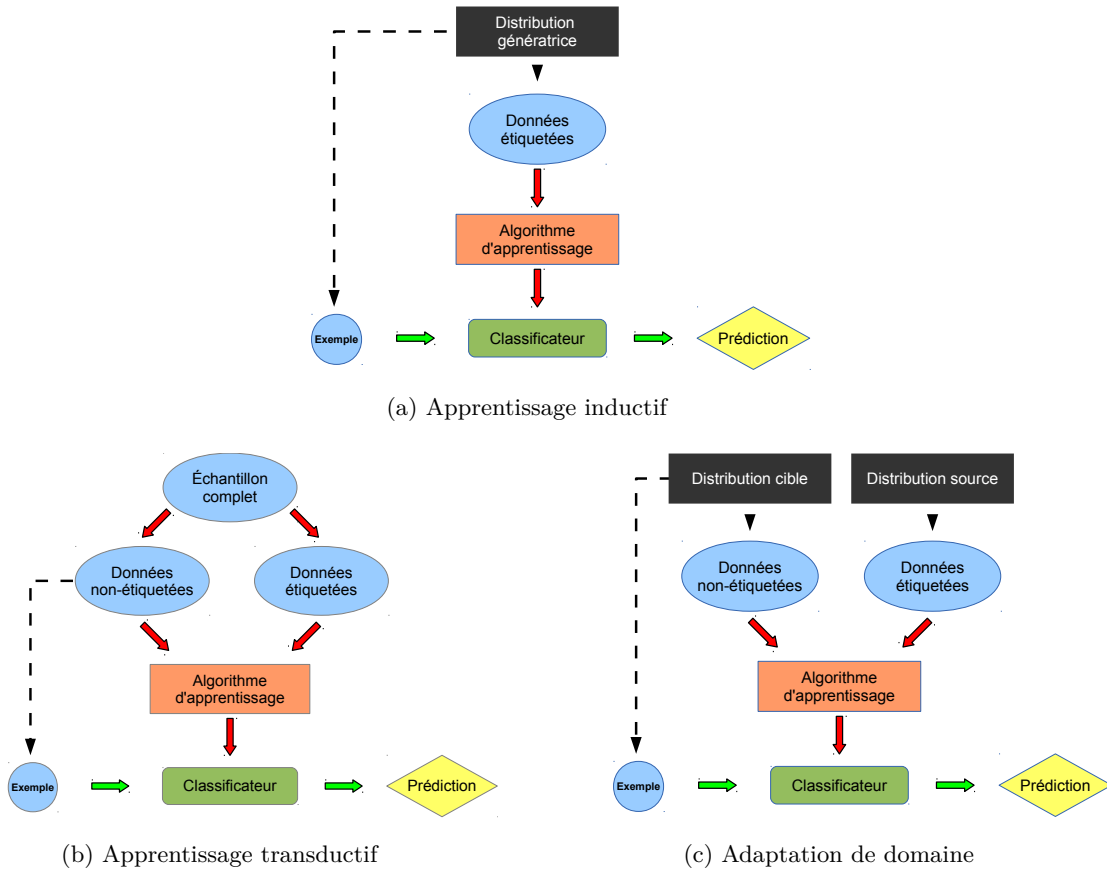 Distribution
génératrice
Données
étiquetées
Algorithme
d'apprentissage
Exemple
Classificateur
Prédiction
(a) Apprentissage inductif
Échantillon
complet
Données
non-étiquetées
Données
étiquetées
Algorithme
d'apprentissage
Exemple
Classificateur
Prédiction
(b) Apprentissage transductif
Distribution cible
Distribution source
Données
non-étiquetées
Données
étiquetées
Algorithme
d'apprentissage
Exemple
Classificateur
Prédiction
(c) Adaptation de domaine